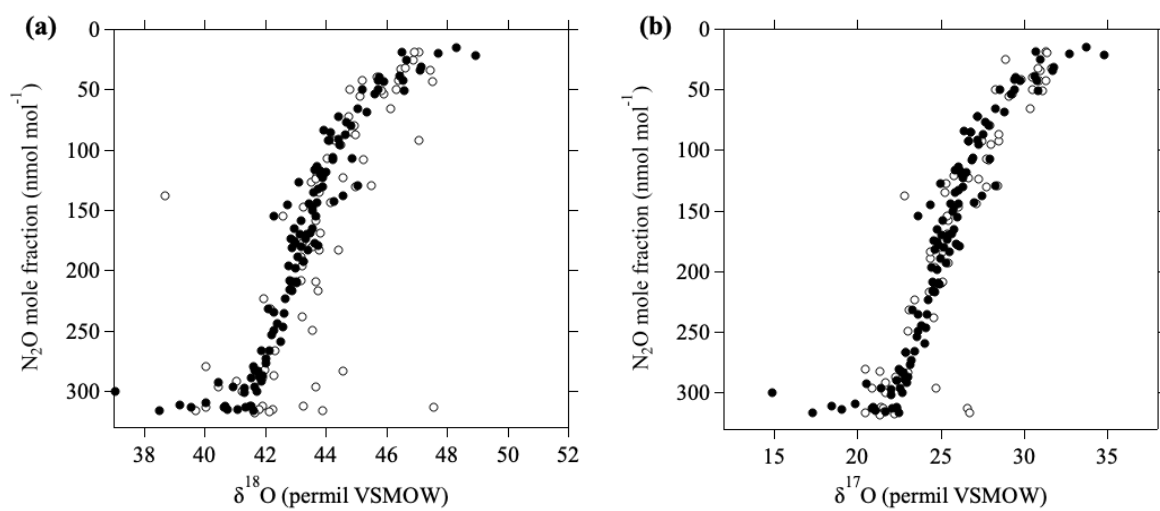 (a)
0
50
100
150
200
250
300
N₂O mole fraction (nmol mol⁻¹)
38 40 42 44 46 48 50 52
δ¹⁸O (permil VSMOW)
(b)
0
50
100
150
200
250
300
N₂O mole fraction (nmol mol⁻¹)
15 20 25 30 35
δ¹⁷O (permil VSMOW)